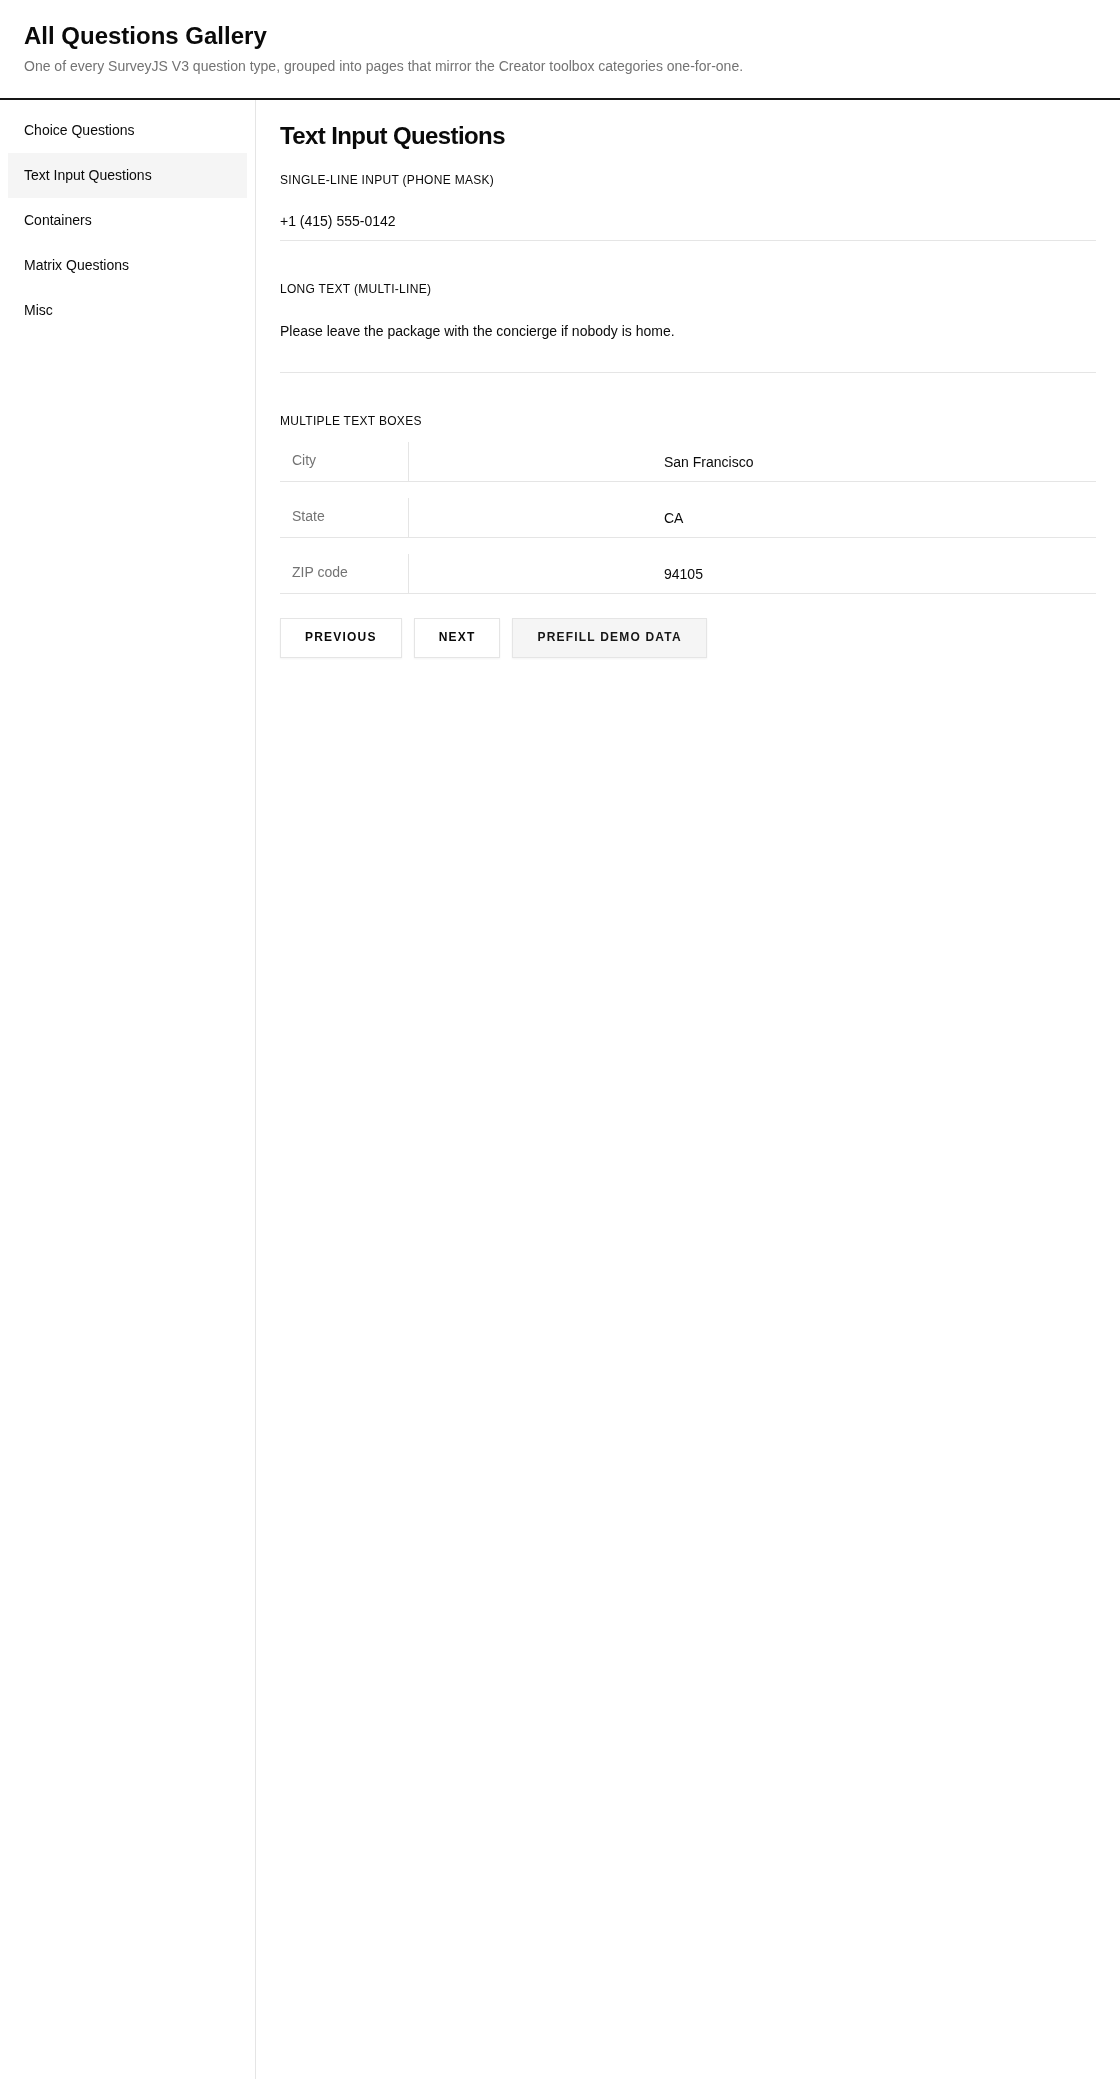 All Questions Gallery
One of every SurveyJS V3 question type, grouped into pages that mirror the Creator toolbox categories one-for-one.
Choice Questions
Text Input Questions
Containers
Matrix Questions
Misc
Text Input Questions
SINGLE-LINE INPUT (PHONE MASK)
+1 (415) 555-0142
LONG TEXT (MULTI-LINE)
Please leave the package with the concierge if nobody is home.
MULTIPLE TEXT BOXES
City San Francisco
State CA
ZIP code 94105
PREVIOUS NEXT PREFILL DEMO DATA